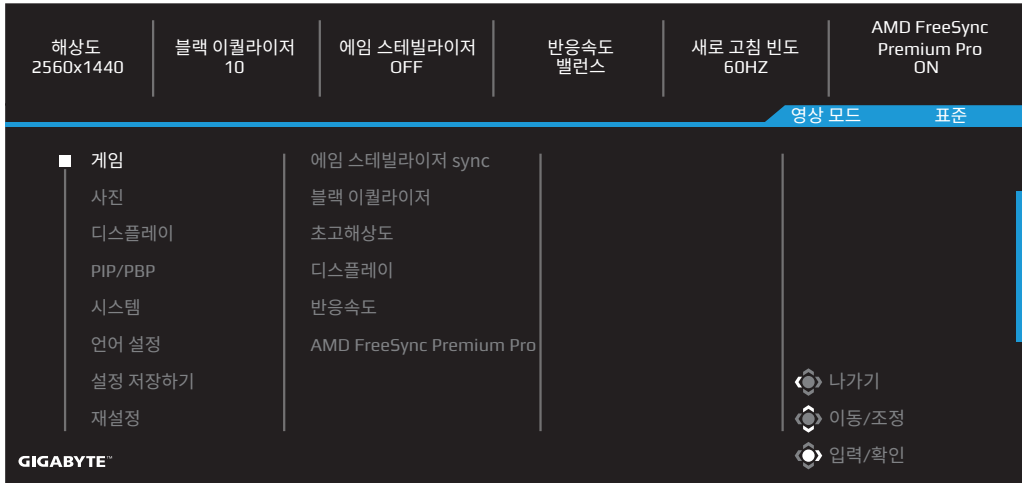 해상도
2560x1440
블랙 이퀄라이저
10
에임 스테빌라이저
OFF
반응속도
밸런스
새로 고침 빈도
60HZ
AMD FreeSync
Premium Pro
ON
영상 모드 표준
게임
사진
디스플레이
PIP/PBP
시스템
언어 설정
설정 저장하기
재설정
에임 스테빌라이저 sync
블랙 이퀄라이저
초고해상도
디스플레이
반응속도
AMD FreeSync Premium Pro
나가기
이동/조정
입력/확인
GIGABYTE™